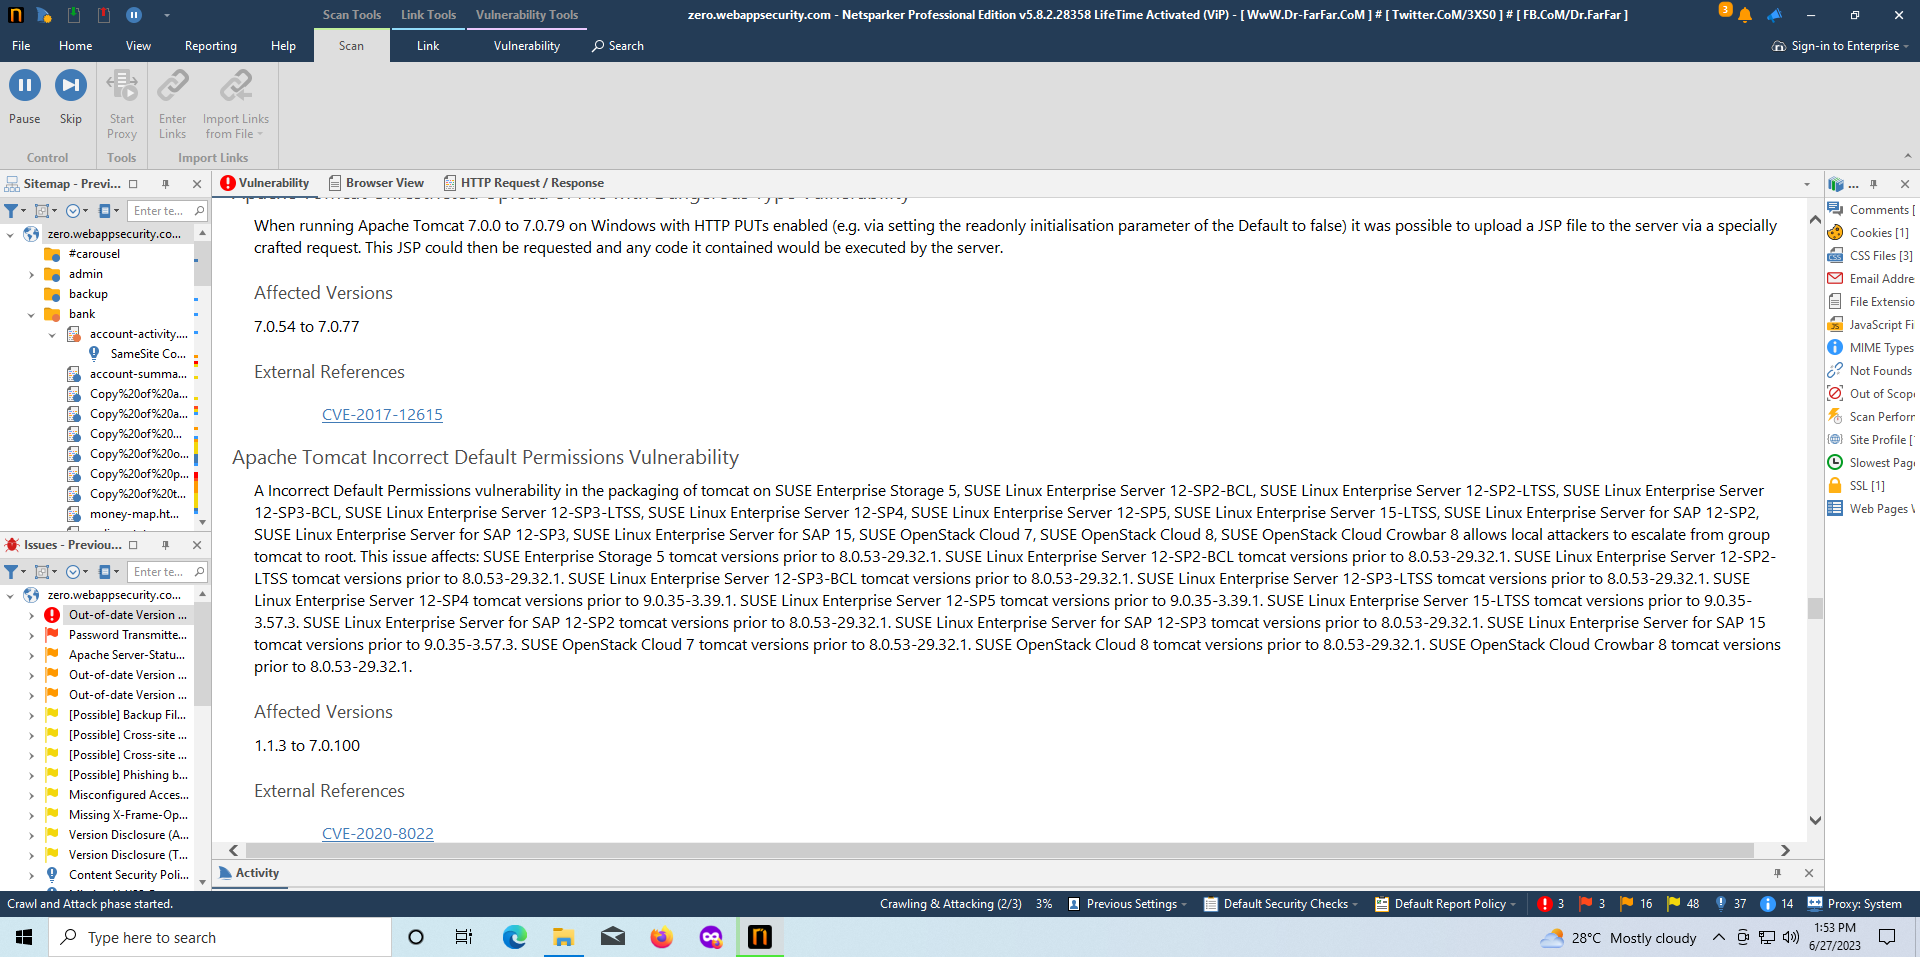 Scan Tools Link Tools Vulnerability Tools zero.webappsecurity.com - Netsparker Professional Edition v5.8.2.28358 LifeTime Activated (ViP) - [ WwW.Dr-FarFar.CoM ] # [ Twitter.CoM/3XS0 ] # [ FB.CoM/Dr.FarFar ] 3
File Home View Reporting Help Scan Link Vulnerability Search Sign-in to Enterprise
Pause Skip Start Proxy Enter Links Import Links from File
Control Tools Import Links
Sitemap - Previ...
Enter te...
zero.webappsecurity.co...
#carousel
admin
backup
bank
account-activity....
SameSite Co...
account-summa...
Copy%20of%20a...
Copy%20of%20a...
Copy%20of%20...
Copy%20of%20o...
Copy%20of%20p...
Copy%20of%20t...
money-map.ht...
Issues - Previou...
Enter te...
zero.webappsecurity.co...
Out-of-date Version ...
Password Transmitte...
Apache Server-Statu...
Out-of-date Version ...
Out-of-date Version ...
[Possible] Backup Fil...
[Possible] Cross-site ...
[Possible] Cross-site ...
[Possible] Phishing b...
Misconfigured Acces...
Missing X-Frame-Op...
Version Disclosure (A...
Version Disclosure (T...
Content Security Poli...
Vulnerability Browser View HTTP Request / Response
Apache Tomcat Unrestricted Upload of File with Dangerous Type Vulnerability
When running Apache Tomcat 7.0.0 to 7.0.79 on Windows with HTTP PUTs enabled (e.g. via setting the readonly initialisation parameter of the Default to false) it was possible to upload a JSP file to the server via a specially
crafted request. This JSP could then be requested and any code it contained would be executed by the server.
Affected Versions
7.0.54 to 7.0.77
External References
CVE-2017-12615
Apache Tomcat Incorrect Default Permissions Vulnerability
A Incorrect Default Permissions vulnerability in the packaging of tomcat on SUSE Enterprise Storage 5, SUSE Linux Enterprise Server 12-SP2-BCL, SUSE Linux Enterprise Server 12-SP2-LTSS, SUSE Linux Enterprise Server
12-SP3-BCL, SUSE Linux Enterprise Server 12-SP3-LTSS, SUSE Linux Enterprise Server 12-SP4, SUSE Linux Enterprise Server 12-SP5, SUSE Linux Enterprise Server 15-LTSS, SUSE Linux Enterprise Server for SAP 12-SP2,
SUSE Linux Enterprise Server for SAP 12-SP3, SUSE Linux Enterprise Server for SAP 15, SUSE OpenStack Cloud 7, SUSE OpenStack Cloud 8, SUSE OpenStack Cloud Crowbar 8 allows local attackers to escalate from group
tomcat to root. This issue affects: SUSE Enterprise Storage 5 tomcat versions prior to 8.0.53-29.32.1. SUSE Linux Enterprise Server 12-SP2-BCL tomcat versions prior to 8.0.53-29.32.1. SUSE Linux Enterprise Server 12-SP2-
LTSS tomcat versions prior to 8.0.53-29.32.1. SUSE Linux Enterprise Server 12-SP3-BCL tomcat versions prior to 8.0.53-29.32.1. SUSE Linux Enterprise Server 12-SP3-LTSS tomcat versions prior to 8.0.53-29.32.1. SUSE
Linux Enterprise Server 12-SP4 tomcat versions prior to 9.0.35-3.39.1. SUSE Linux Enterprise Server 12-SP5 tomcat versions prior to 9.0.35-3.39.1. SUSE Linux Enterprise Server 15-LTSS tomcat versions prior to 9.0.35-
3.57.3. SUSE Linux Enterprise Server for SAP 12-SP2 tomcat versions prior to 8.0.53-29.32.1. SUSE Linux Enterprise Server for SAP 12-SP3 tomcat versions prior to 8.0.53-29.32.1. SUSE Linux Enterprise Server for SAP 15
tomcat versions prior to 9.0.35-3.57.3. SUSE OpenStack Cloud 7 tomcat versions prior to 8.0.53-29.32.1. SUSE OpenStack Cloud 8 tomcat versions prior to 8.0.53-29.32.1. SUSE OpenStack Cloud Crowbar 8 tomcat versions
prior to 8.0.53-29.32.1.
Affected Versions
1.1.3 to 7.0.100
External References
CVE-2020-8022
Activity
...
Comments [
Cookies [1]
CSS Files [3]
Email Addre
File Extensio
JavaScript Fi
MIME Types
Not Founds
Out of Scope
Scan Perform
Site Profile [
Slowest Page
SSL [1]
Web Pages
Crawl and Attack phase started. Crawling & Attacking (2/3) 3% Previous Settings Default Security Checks Default Report Policy 3 3 16 48 37 14 Proxy: System
Type here to search 28°C Mostly cloudy 1:53 PM
6/27/2023